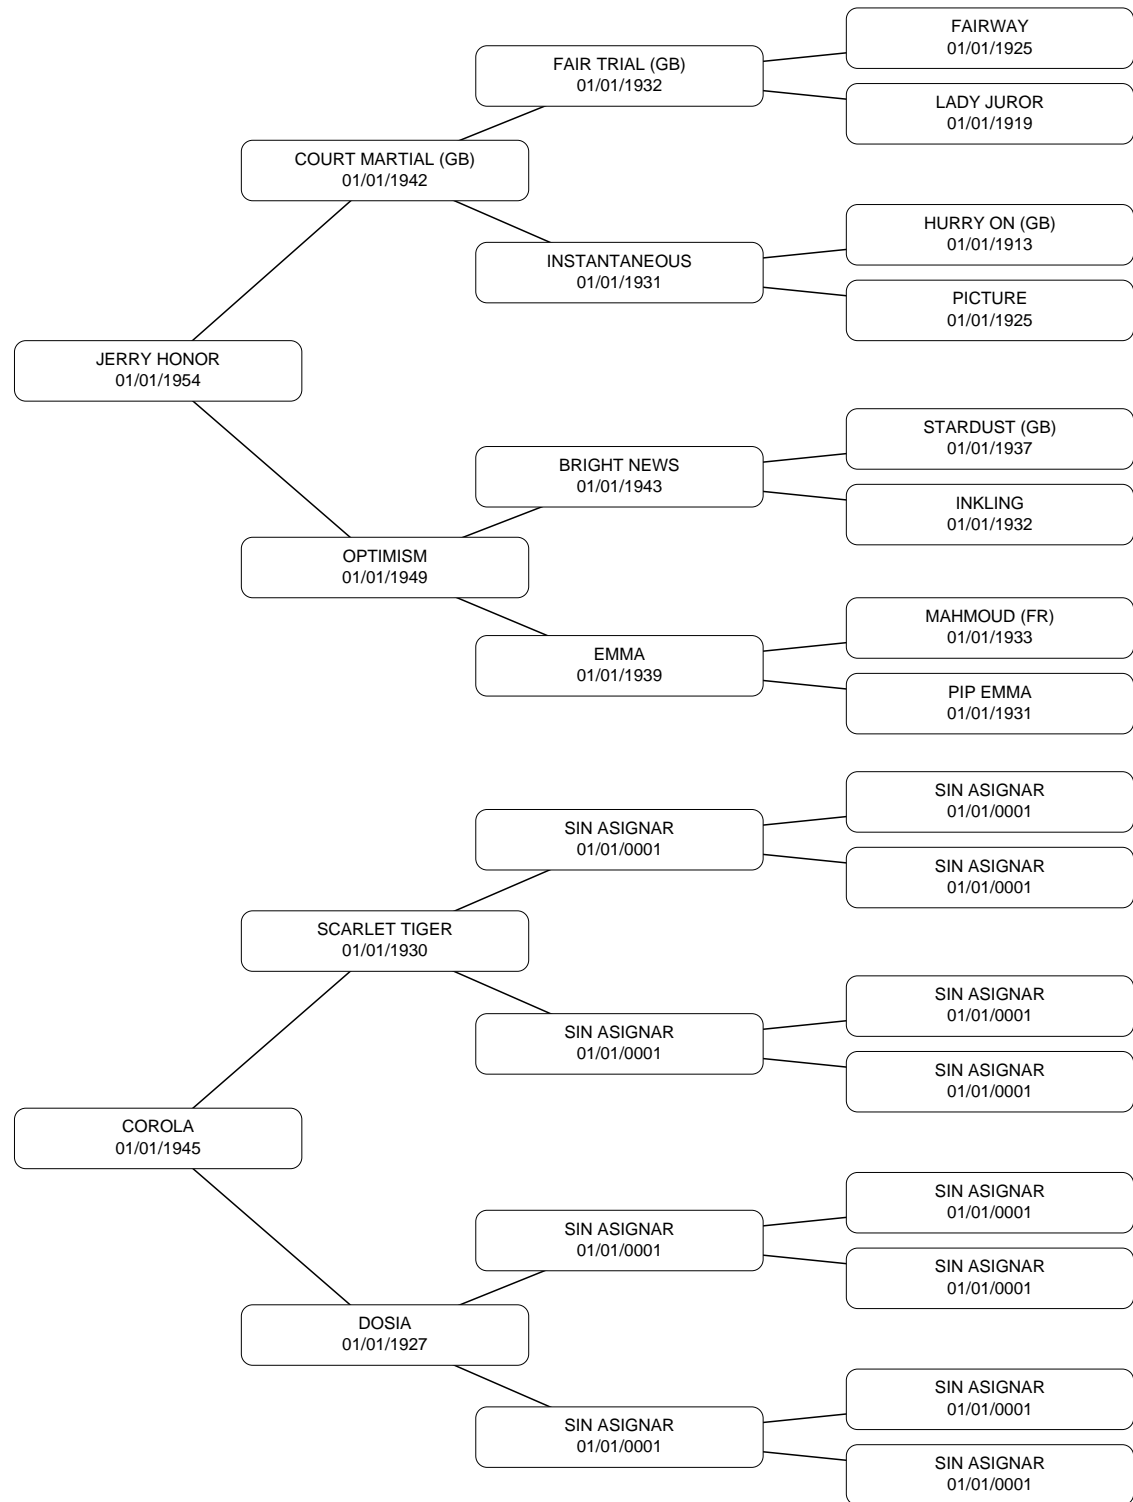 FAIRWAY
01/01/1925
FAIR TRIAL (GB)
01/01/1932
LADY JUROR
01/01/1919
COURT MARTIAL (GB)
01/01/1942
HURRY ON (GB)
01/01/1913
INSTANTANEOUS
01/01/1931
PICTURE
01/01/1925
JERRY HONOR
01/01/1954
STARDUST (GB)
01/01/1937
BRIGHT NEWS
01/01/1943
INKLING
01/01/1932
OPTIMISM
01/01/1949
MAHMOUD (FR)
01/01/1933
EMMA
01/01/1939
PIP EMMA
01/01/1931
SIN ASIGNAR
01/01/0001
SIN ASIGNAR
01/01/0001
SIN ASIGNAR
01/01/0001
SCARLET TIGER
01/01/1930
SIN ASIGNAR
01/01/0001
SIN ASIGNAR
01/01/0001
SIN ASIGNAR
01/01/0001
COROLA
01/01/1945
SIN ASIGNAR
01/01/0001
SIN ASIGNAR
01/01/0001
SIN ASIGNAR
01/01/0001
DOSIA
01/01/1927
SIN ASIGNAR
01/01/0001
SIN ASIGNAR
01/01/0001
SIN ASIGNAR
01/01/0001